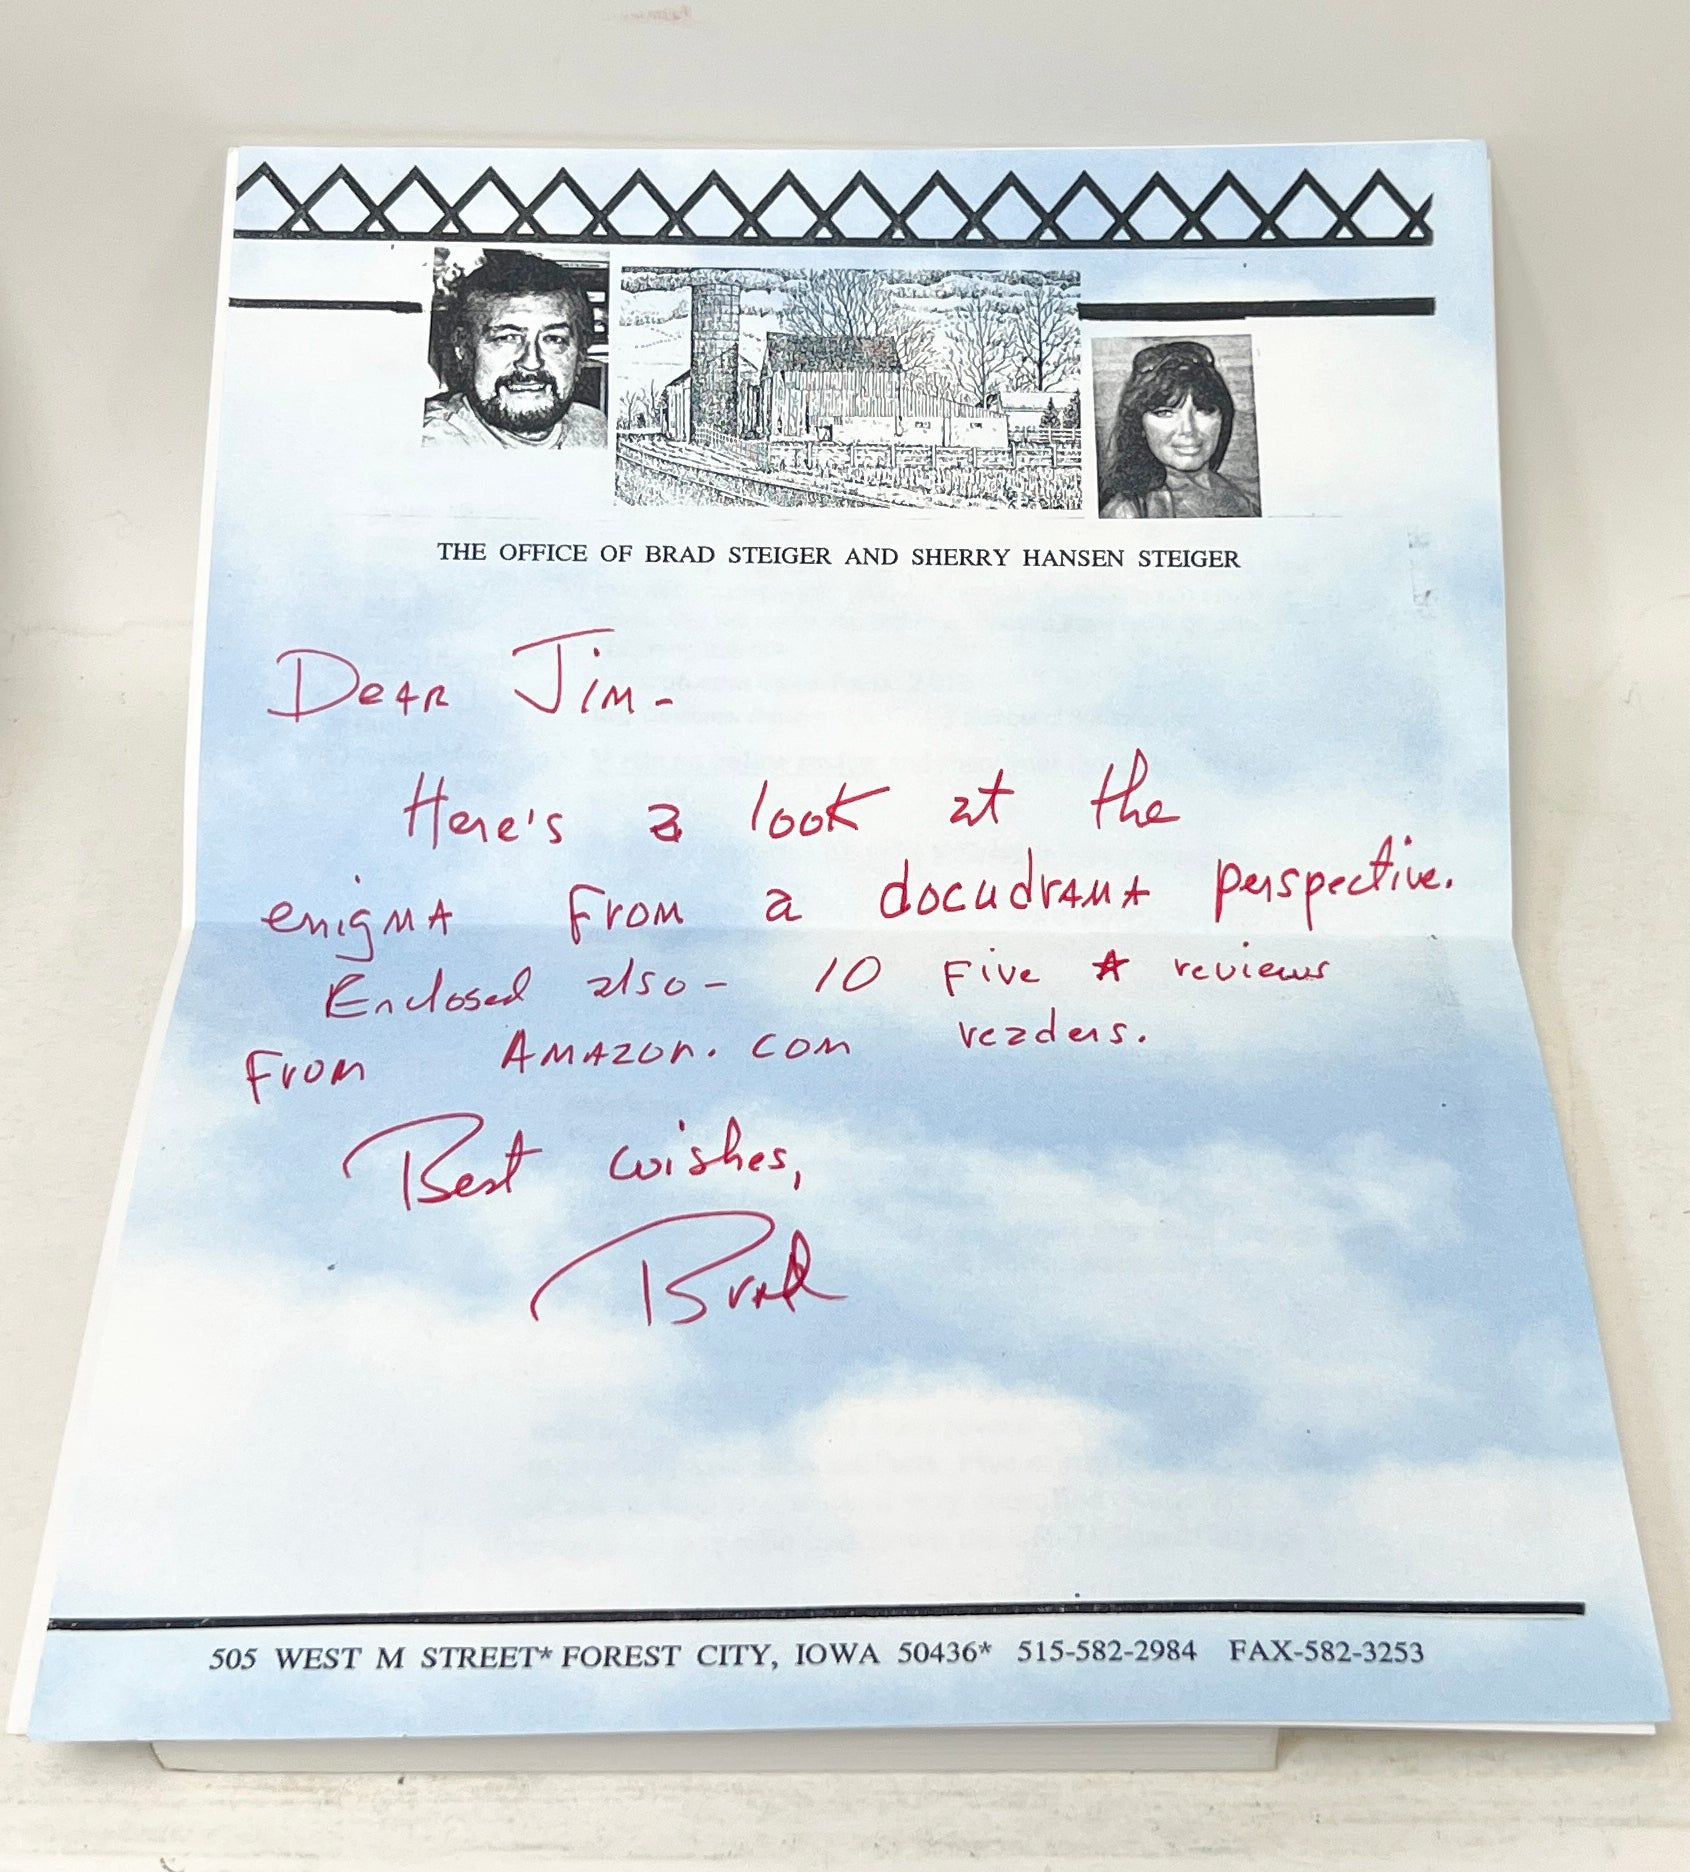 THE OFFICE OF BRAD STEIGER AND SHERRY HANSEN STEIGER
Dear Jim-
Here's a look at the
enigma from a docudrama perspective.
Enclosed also- 10 Five ★ reviews
From Amazon.com readers.
Best wishes,
Brad
505 WEST M STREET* FOREST CITY, IOWA 50436* 515-582-2984 FAX-582-3253